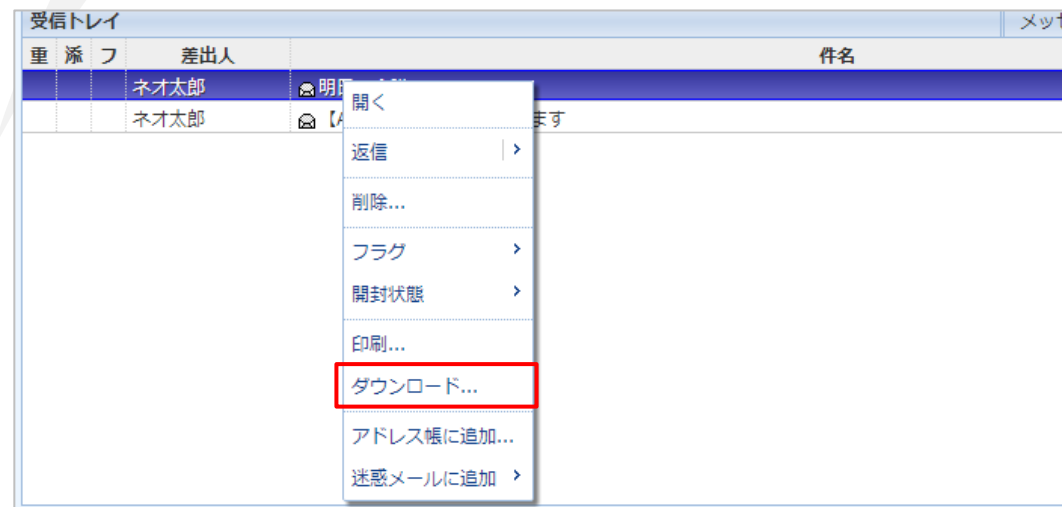 受信トレイ メッセ
重 添 フ 差出人 件名
ネオ太郎 明日
ネオ太郎 【A ます
開く
返信
削除...
フラグ
開封状態
印刷...
ダウンロード...
アドレス帳に追加...
迷惑メールに追加